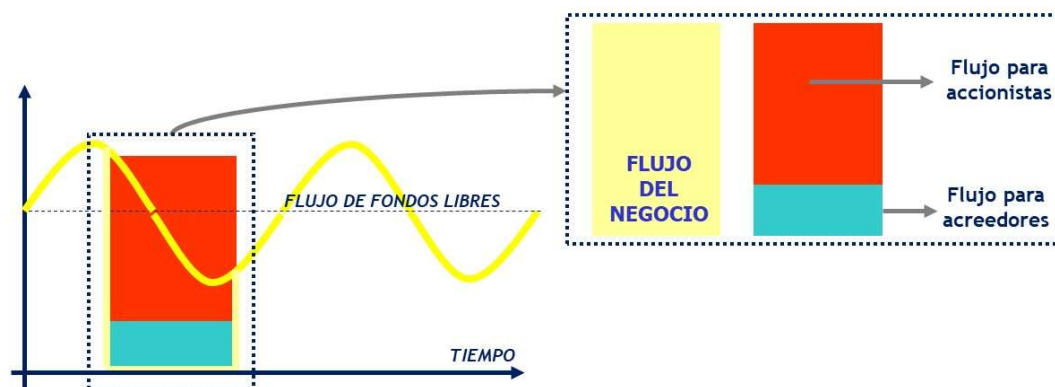 Flujo para
accionistas
FLUJO
DEL
NEGOCIO
Flujo para
acreedores
FLUJO DE FONDOS LIBRES
TIEMPO